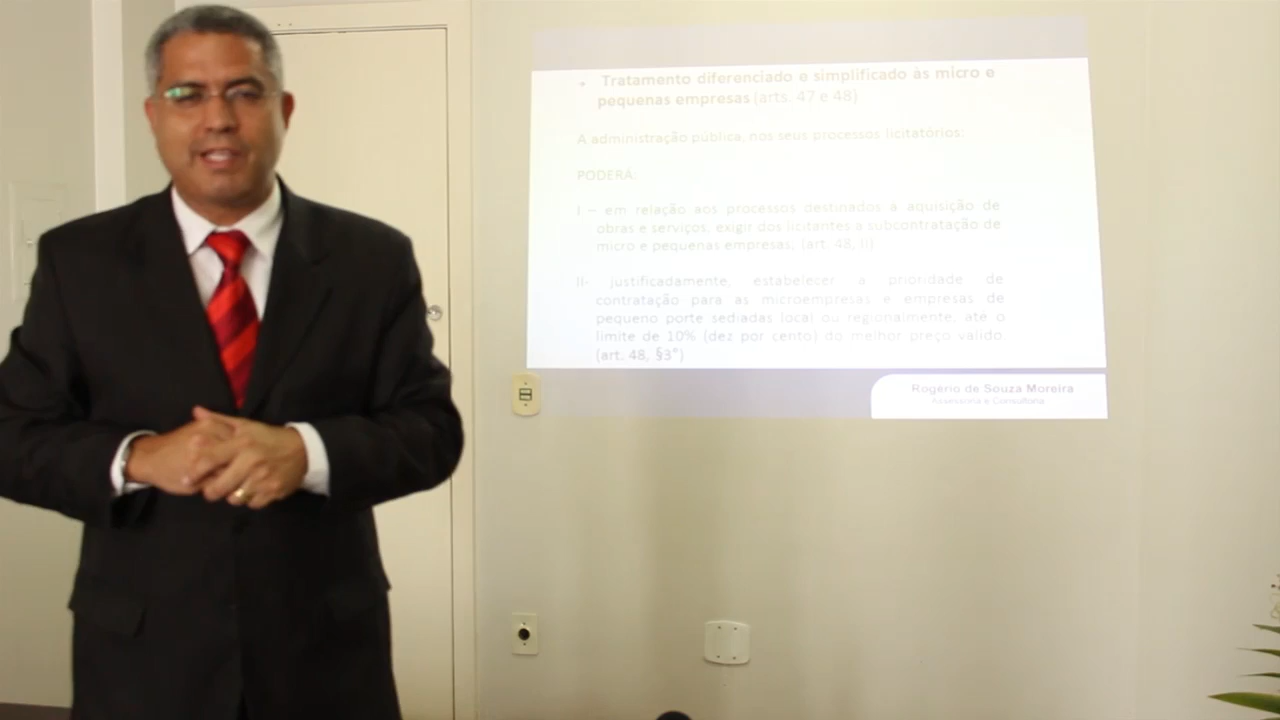 Tratamento diferenciado e simplificado às micro e
pequenas empresas (arts. 47 e 48)
A administração pública, nos seus processos licitatórios:
PODERÁ:
I – em relação aos processos destinados a aquisição de
obras e serviços, exigir dos licitantes a subcontratação de
micro e pequenas empresas; (art. 48, II)
II- justificadamente, estabelecer a prioridade de
contratação para as microempresas e empresas de
pequeno porte sediadas local ou regionalmente, até o
limite de 10% (dez por cento) do melhor preço válido
(art. 48, §3°)
Rogério de Souza Moreira
Assessoria e Consultoria